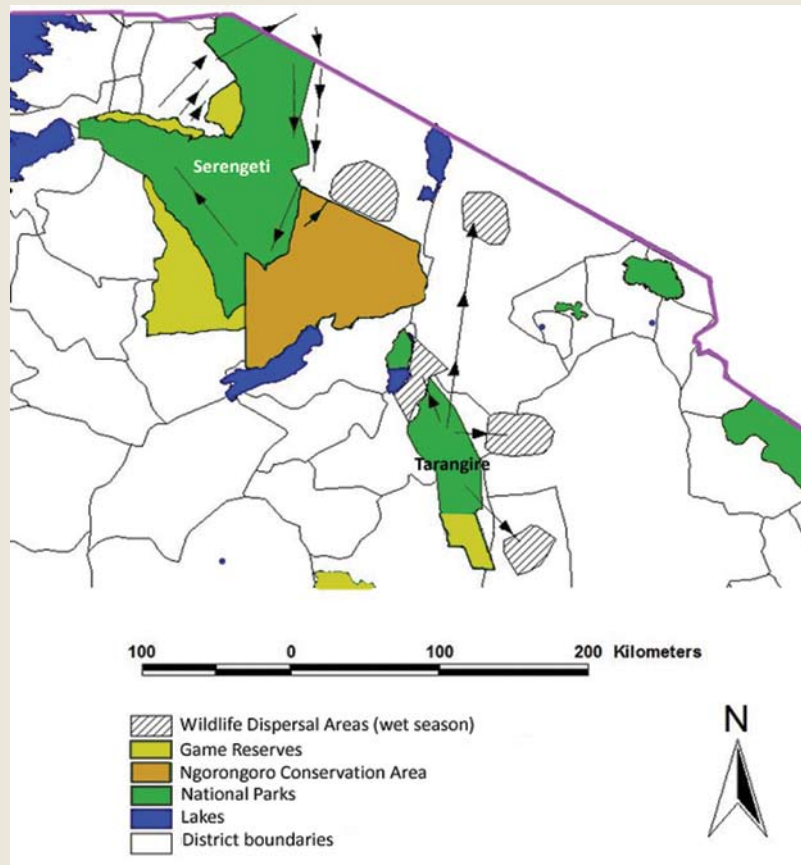 Serengeti
Tarangire
100 0 100 200 Kilometers
Wildlife Dispersal Areas (wet season)
Game Reserves
Ngorongoro Conservation Area
National Parks
Lakes
District boundaries
N